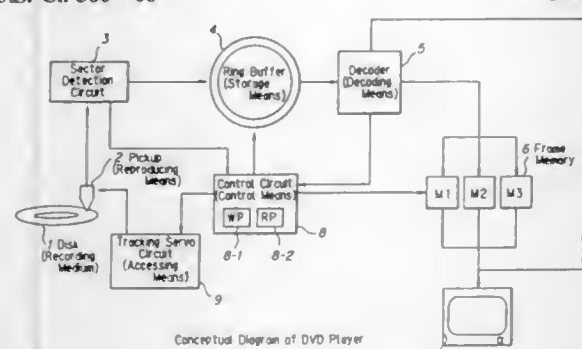 3
Sector
Detection
Circuit
4
Ring Buffer
(Storage
Means)
Decoder
(Decoding
Means)
5
2 Pickup
(Reproducing
Means)
1 Disk
(Recording
Medium)
Control Circuit
(Control Means)
WP RP
8-1 8-2
8
Tracking Servo
Circuit
(Accessing
Means)
9
6 Frame
Memory
M1 M2 M3
Conceptual Diagram of DVD Player